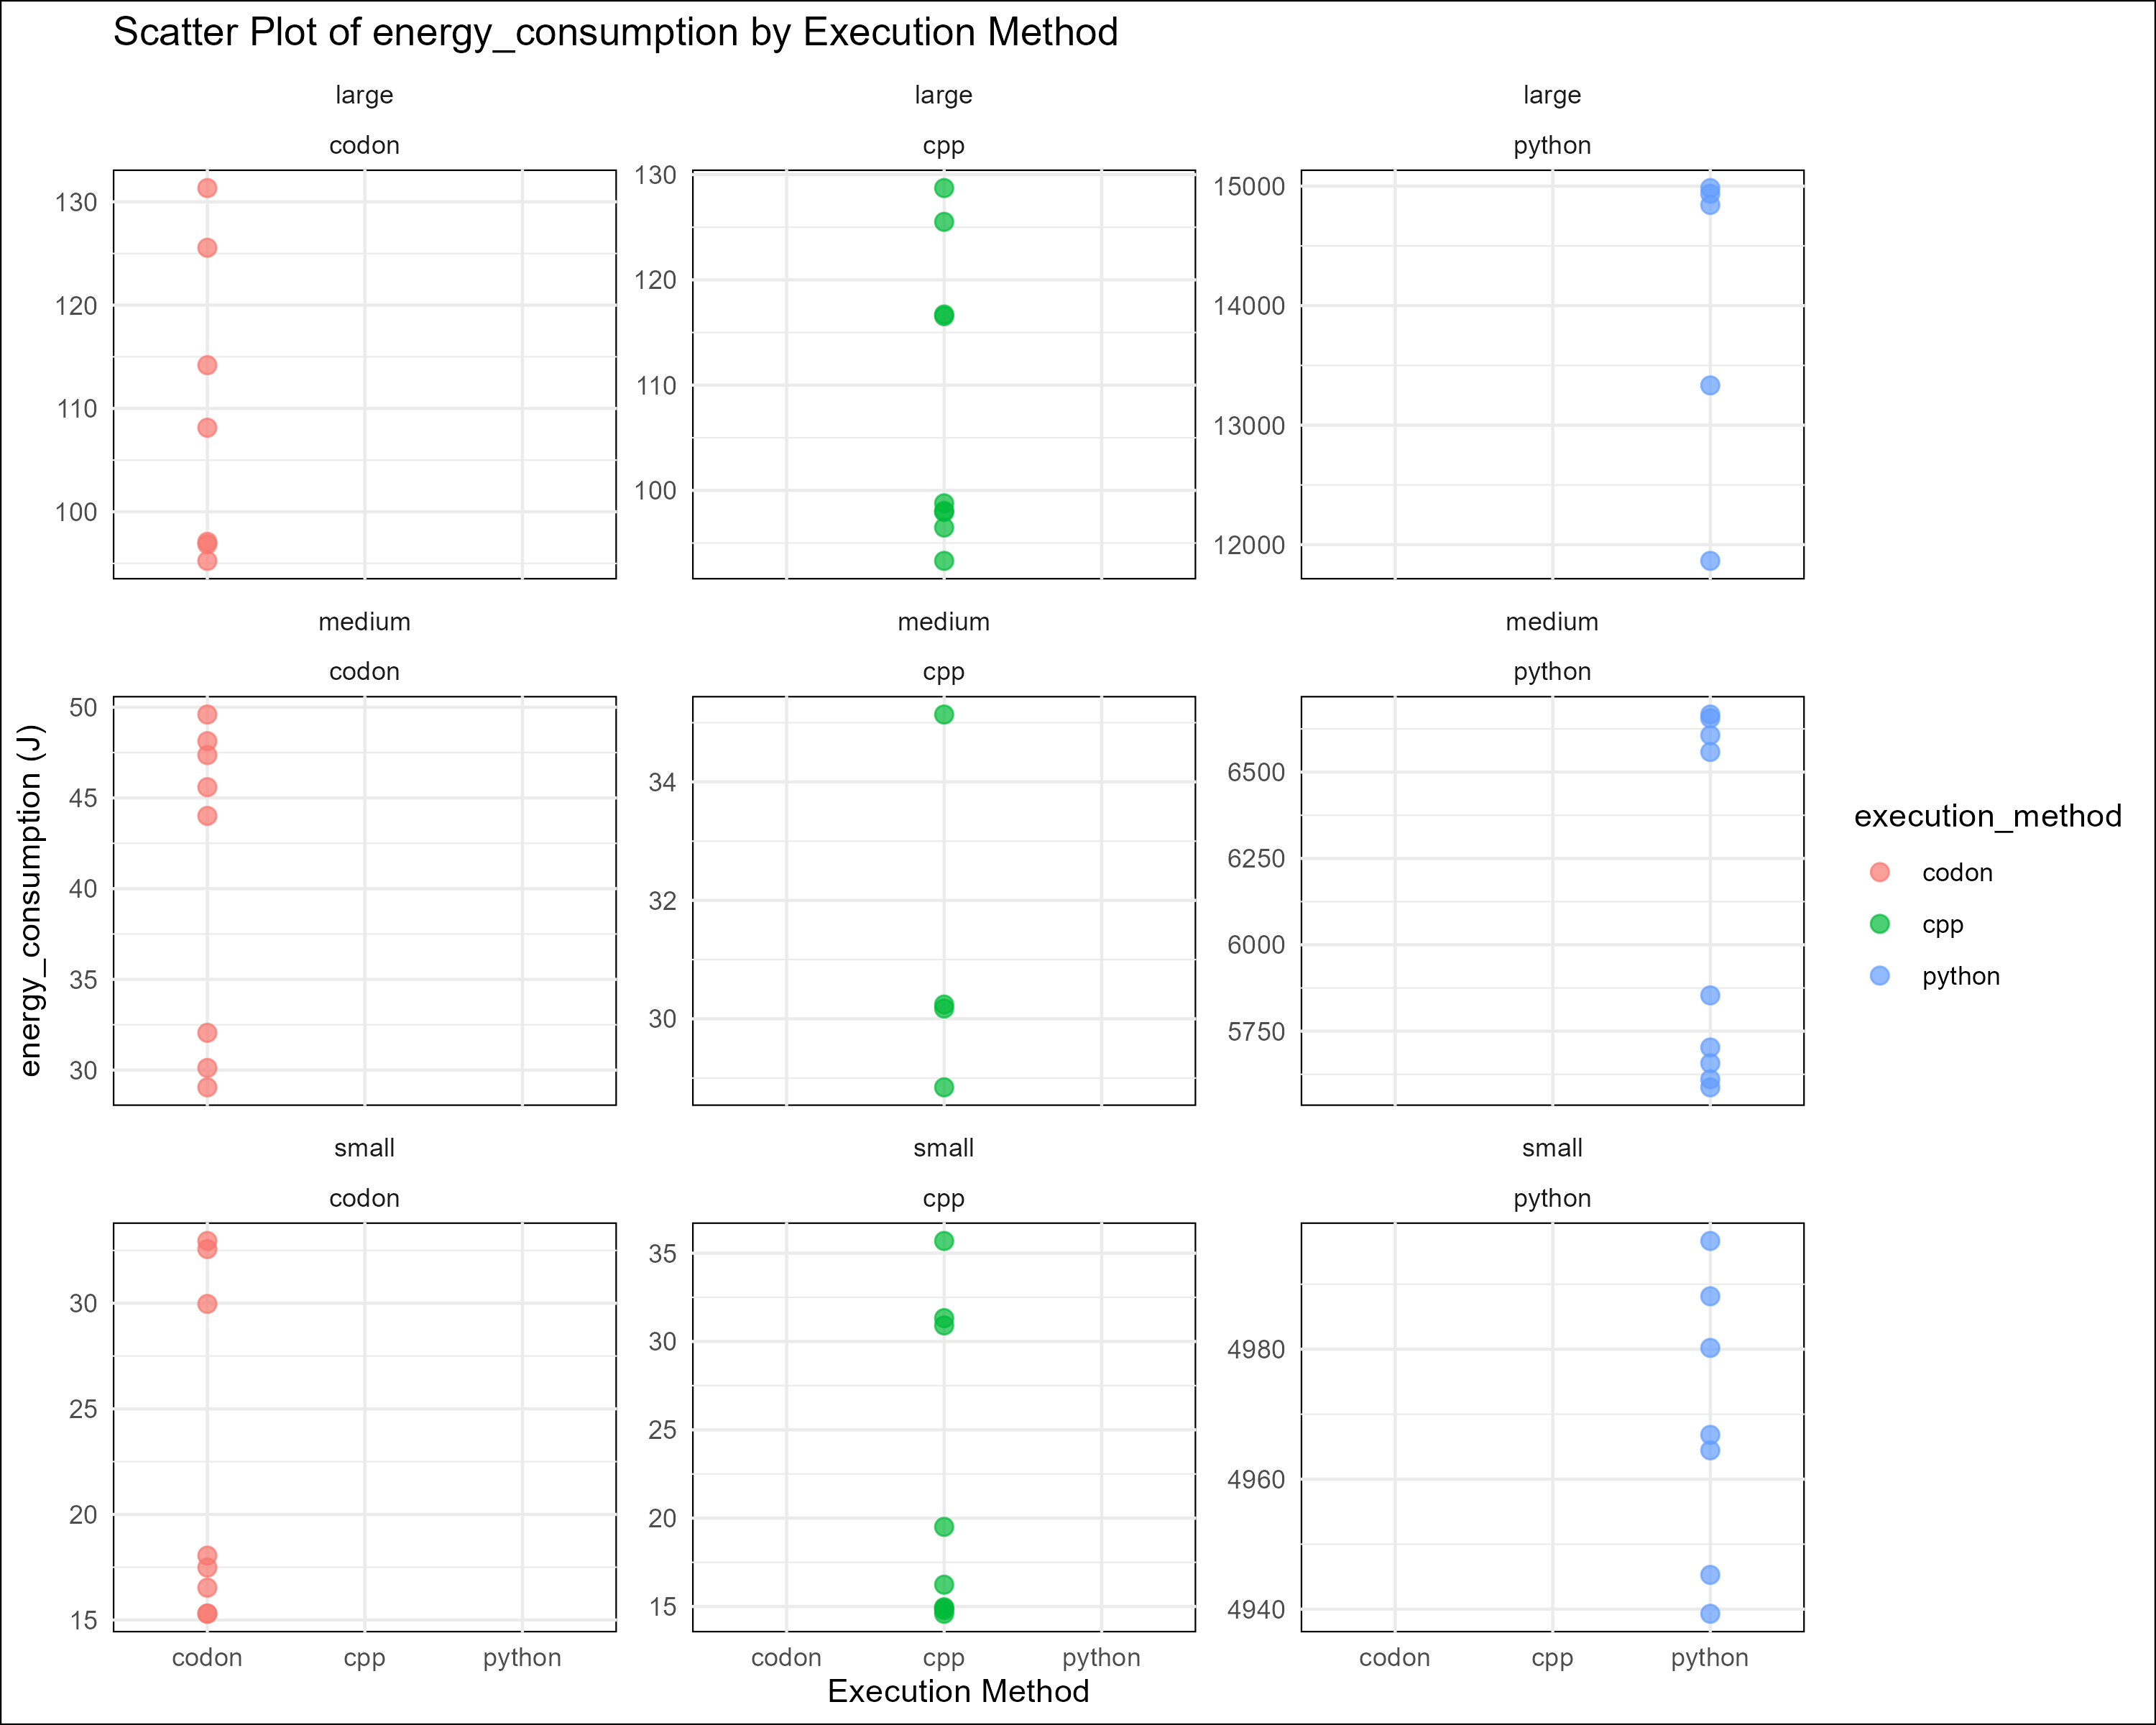 Scatter Plot of energy_consumption by Execution Method
large large large
codon cpp python
130
120
110
100
130
120
110
100
15000
14000
13000
12000
medium medium medium
codon cpp python
50
45
40
35
30
34
32
30
6500
6250
6000
5750
small small small
codon cpp python
30
25
20
15
35
30
25
20
15
4980
4960
4940
codon cpp python codon cpp python codon cpp python
Execution Method
energy_consumption (J)
execution_method
codon
cpp
python